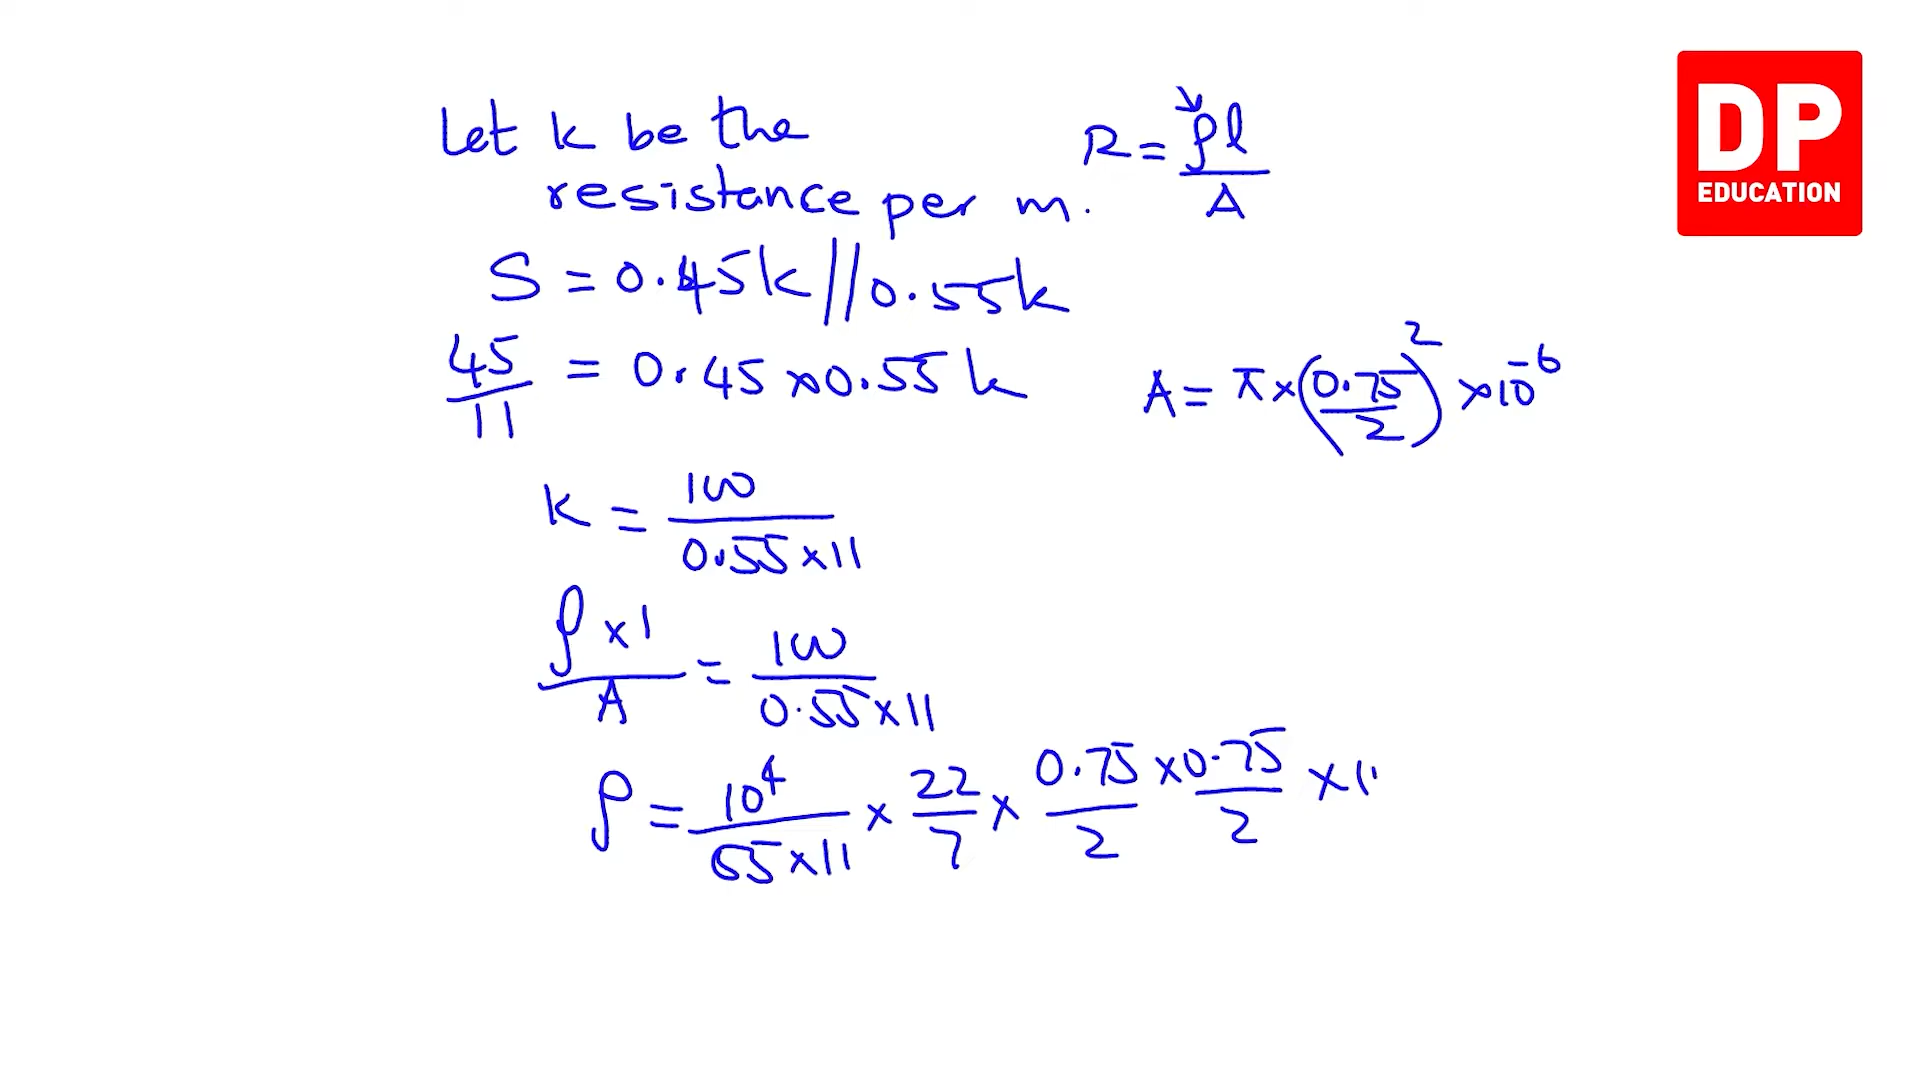 Let k be the
resistance per m.
R = ρl/A
S = 0.45k // 0.55k
45/11 = 0.45 × 0.55 k
A = π × (0.75/2)² × 10⁻⁶
k = 100/(0.55 × 11)
(ρ × 1)/A = 100/(0.55 × 11)
ρ = 10⁴/(55 × 11) × 22/7 × 0.75/2 × 0.75/2 ×
DP
EDUCATION